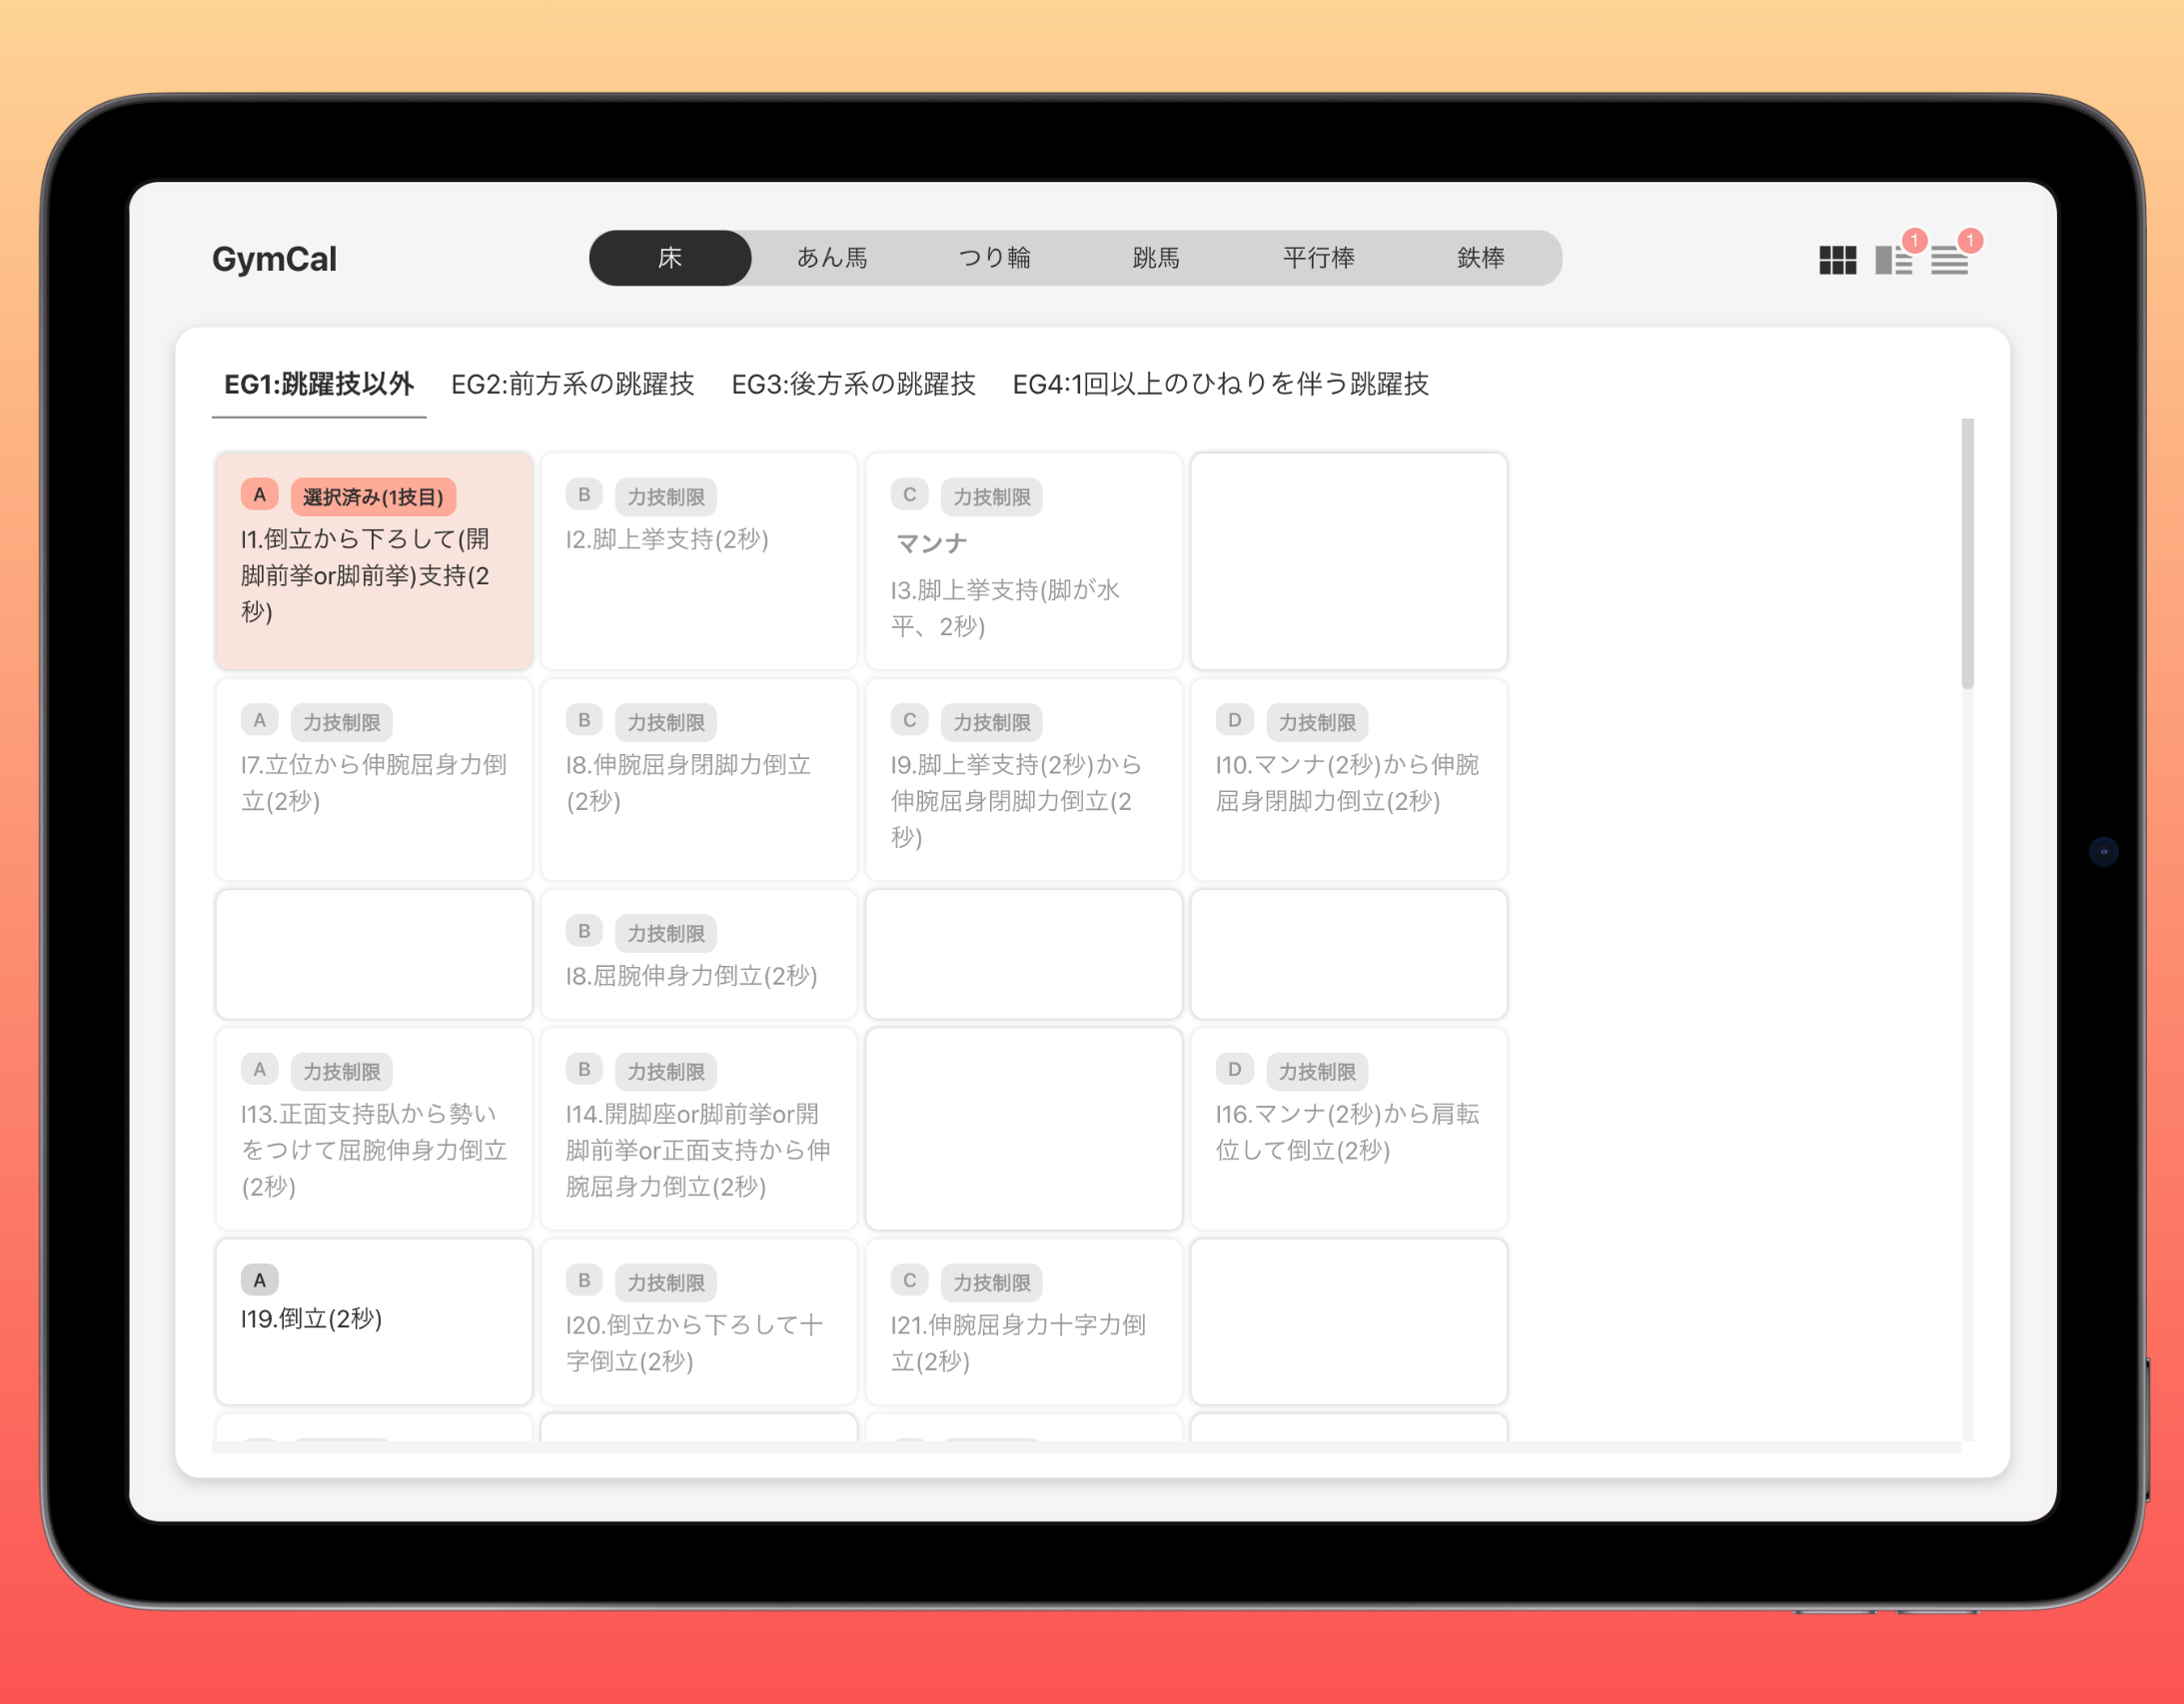 GymCal
床 あん馬 つり輪 跳馬 平行棒 鉄棒
1 1
EG1:跳躍技以外 EG2:前方系の跳躍技 EG3:後方系の跳躍技 EG4:1回以上のひねりを伴う跳躍技
A 選択済み(1技目)
I1.倒立から下ろして(開
脚前挙or脚前挙)支持(2
秒)
B 力技制限
I2.脚上挙支持(2秒)
C 力技制限
マンナ
I3.脚上挙支持(脚が水
平、2秒)
A 力技制限
I7.立位から伸腕屈身力倒
立(2秒)
B 力技制限
I8.伸腕屈身閉脚力倒立
(2秒)
C 力技制限
I9.脚上挙支持(2秒)から
伸腕屈身閉脚力倒立(2
秒)
D 力技制限
I10.マンナ(2秒)から伸腕
屈身閉脚力倒立(2秒)
B 力技制限
I8.屈腕伸身力倒立(2秒)
A 力技制限
I13.正面支持臥から勢い
をつけて屈腕伸身力倒立
(2秒)
B 力技制限
I14.開脚座or脚前挙or開
脚前挙or正面支持から伸
腕屈身力倒立(2秒)
D 力技制限
I16.マンナ(2秒)から肩転
位して倒立(2秒)
A
I19.倒立(2秒)
B 力技制限
I20.倒立から下ろして十
字倒立(2秒)
C 力技制限
I21.伸腕屈身力十字力倒
立(2秒)